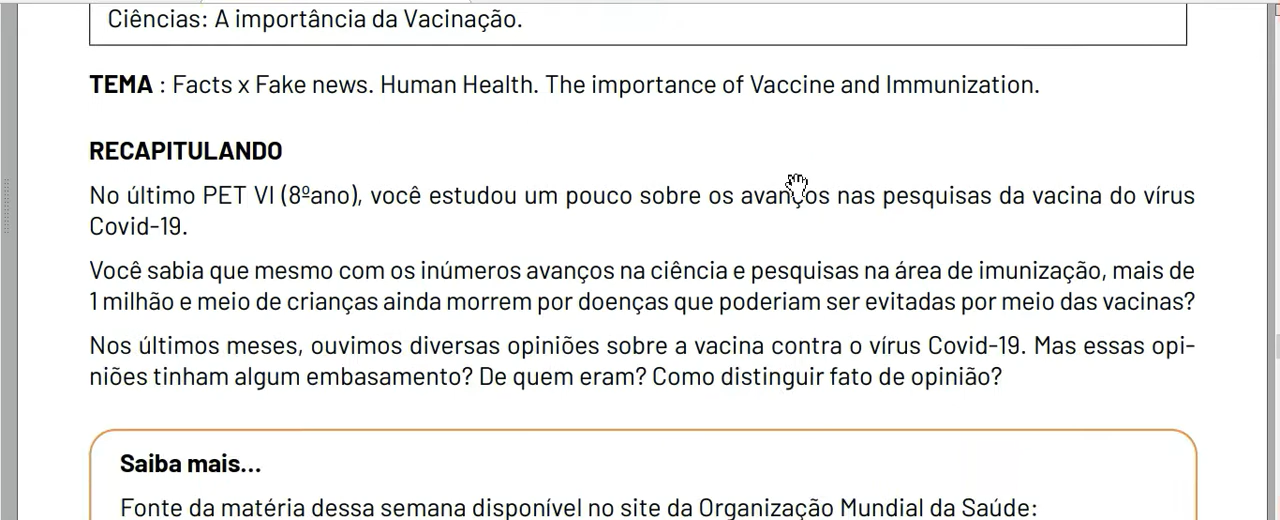 Ciências: A importância da Vacinação.
TEMA : Facts x Fake news. Human Health. The importance of Vaccine and Immunization.
RECAPITULANDO
No último PET VI (8ºano), você estudou um pouco sobre os avanços nas pesquisas da vacina do vírus
Covid-19.
Você sabia que mesmo com os inúmeros avanços na ciência e pesquisas na área de imunização, mais de
1 milhão e meio de crianças ainda morrem por doenças que poderiam ser evitadas por meio das vacinas?
Nos últimos meses, ouvimos diversas opiniões sobre a vacina contra o vírus Covid-19. Mas essas opi-
niões tinham algum embasamento? De quem eram? Como distinguir fato de opinião?
Saiba mais...
Fonte da matéria dessa semana disponível no site da Organização Mundial da Saúde: